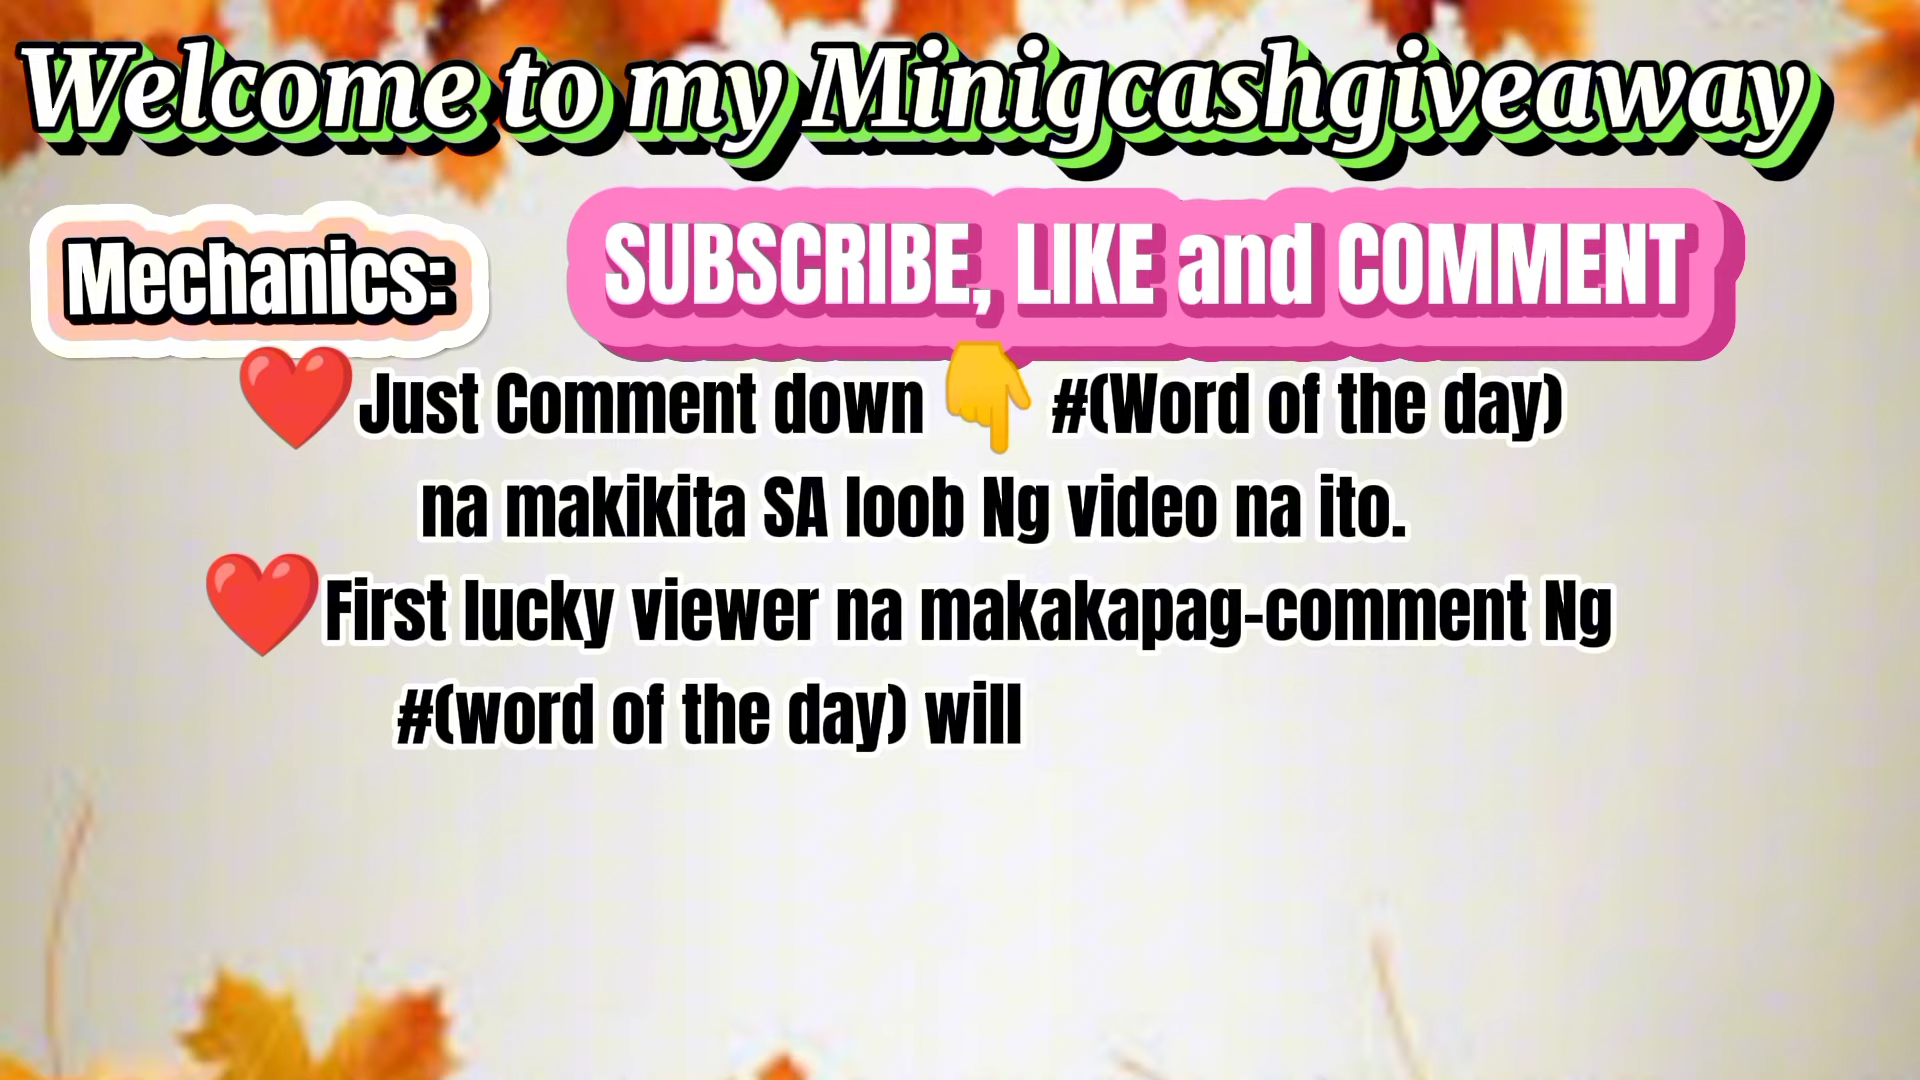 Welcome to my Minigcashgiveaway
Mechanics:
SUBSCRIBE, LIKE and COMMENT
❤️Just Comment down 👇 #(Word of the day)
na makikita SA loob Ng video na ito.
❤️First lucky viewer na makakapag-comment Ng
#(word of the day) will